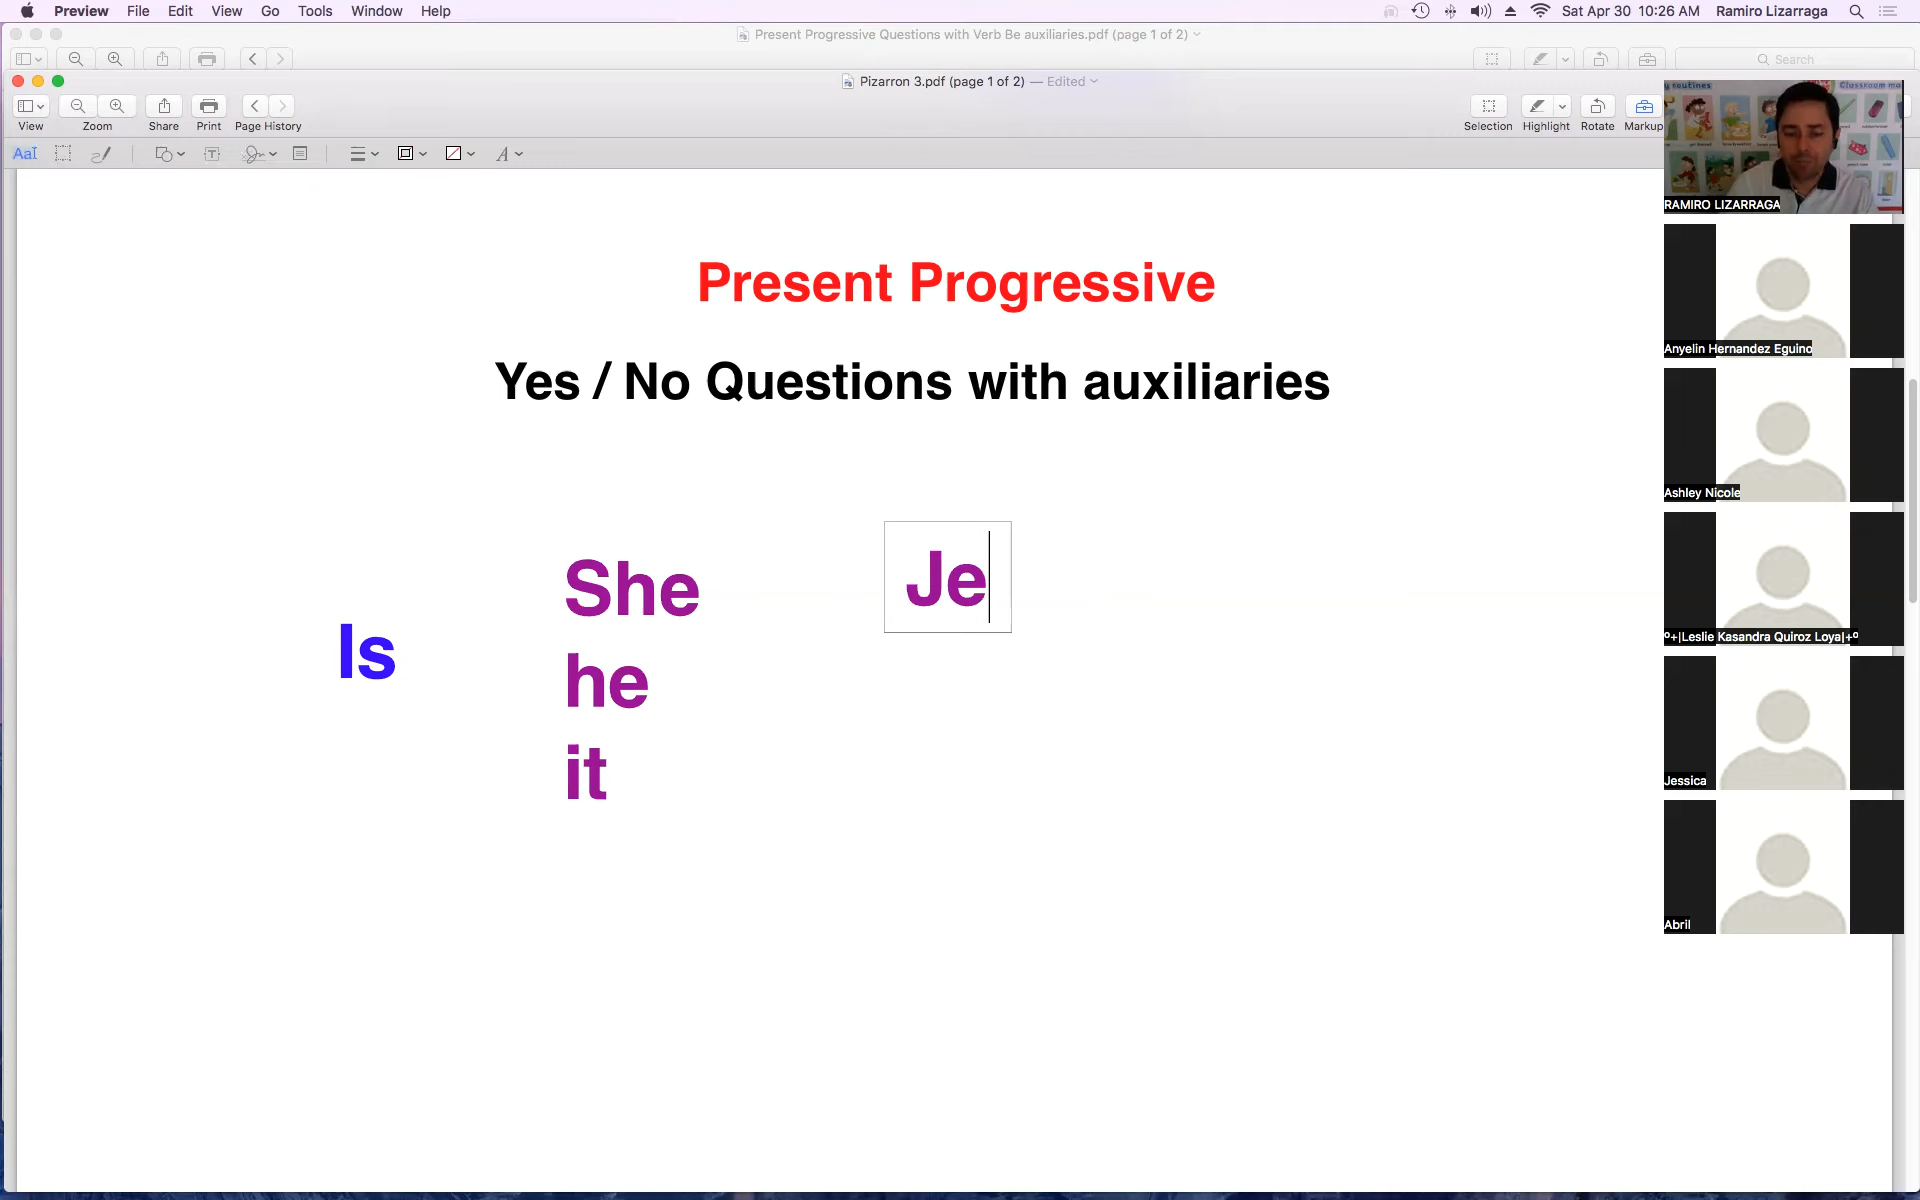 Preview File Edit View Go Tools Window Help Sat Apr 30 10:26 AM Ramiro Lizarraga
Present Progressive Questions with Verb Be auxiliaries.pdf (page 1 of 2)
Search
Pizarron 3.pdf (page 1 of 2) — Edited
View Zoom Share Print Page History Selection Highlight Rotate Markup
AaI T A
Present Progressive
Yes / No Questions with auxiliaries
Is
She
he
it
Je
y routines
Classroom
RAMIRO LIZARRAGA
Anyelin Hernandez Eguino
Ashley Nicole
º+|Leslie Kasandra Quiroz Loya|+º
Jessica
Abril